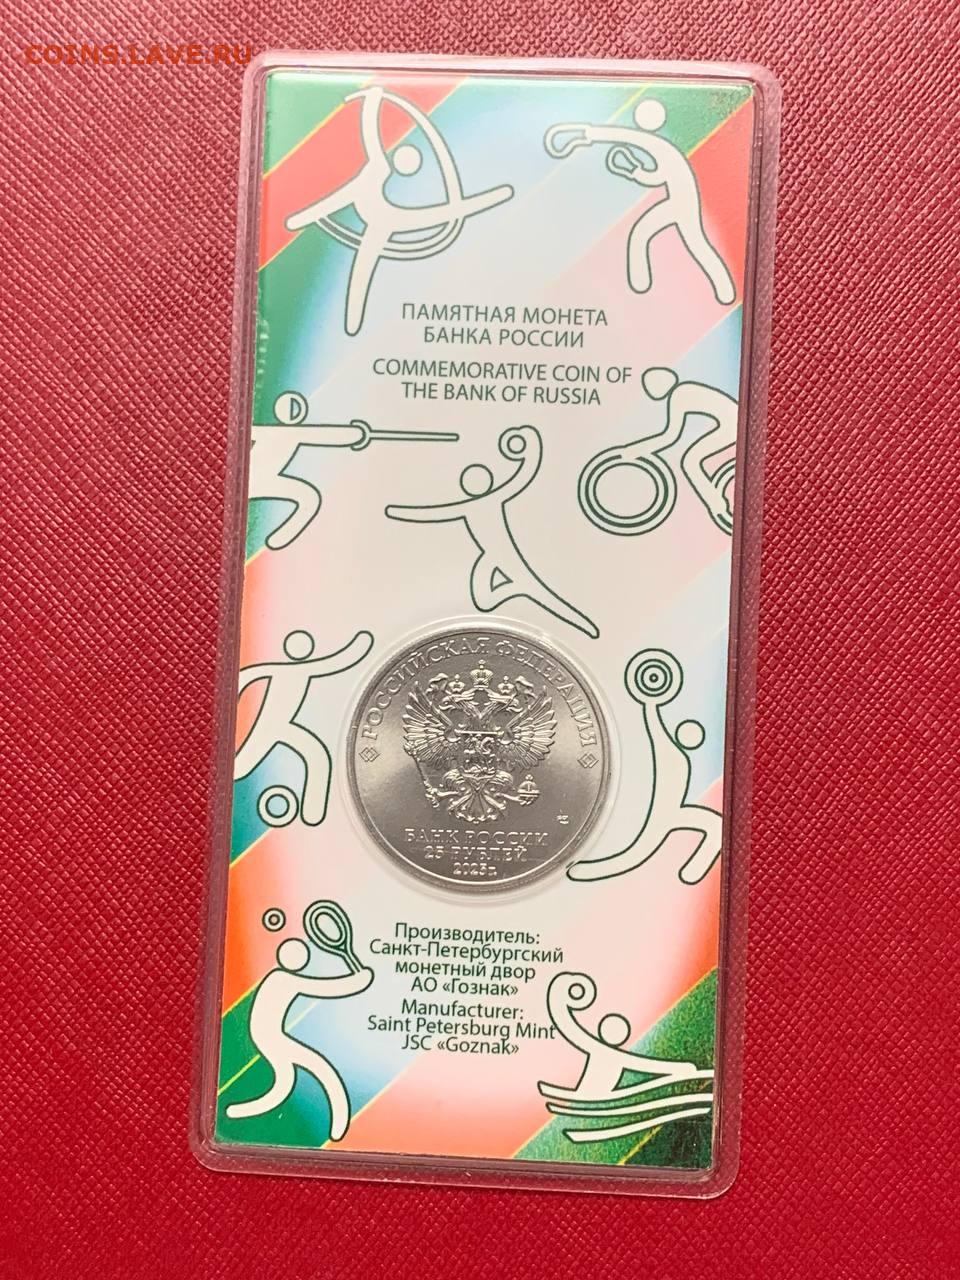 COINS.LAVE.RU
ПАМЯТНАЯ МОНЕТА
БАНКА РОССИИ
COMMEMORATIVE COIN OF
THE BANK OF RUSSIA
РОССИЙСКАЯ ФЕДЕРАЦИЯ
БАНК РОССИИ
25 РУБЛЕЙ
2025г.
Производитель:
Санкт-Петербургский
монетный двор
АО «Гознак»
Manufacturer:
Saint Petersburg Mint
JSC «Goznak»